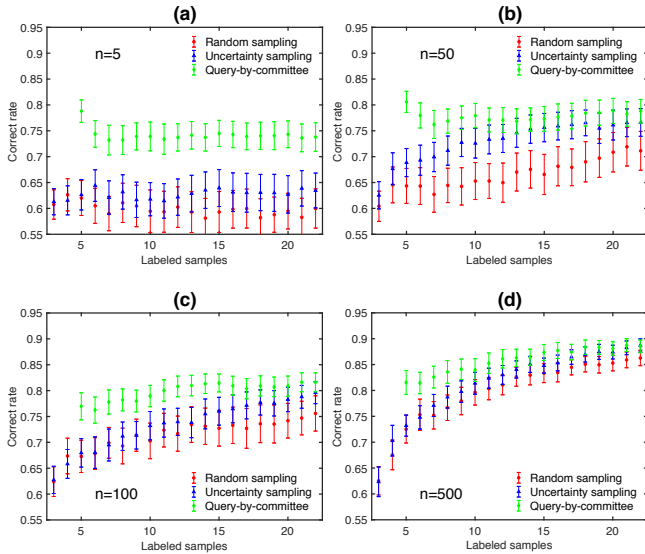 (a)
0.95
0.9
0.85
0.8
0.75
0.7
0.65
0.6
0.55
Correct rate
n=5
Random sampling
Uncertainty sampling
Query-by-committee
5
10
15
20
Labeled samples
(b)
0.95
0.9
0.85
0.8
0.75
0.7
0.65
0.6
0.55
Correct rate
n=50
Random sampling
Uncertainty sampling
Query-by-committee
5
10
15
20
Labeled samples
(c)
0.95
0.9
0.85
0.8
0.75
0.7
0.65
0.6
0.55
Correct rate
n=100
Random sampling
Uncertainty sampling
Query-by-committee
5
10
15
20
Labeled samples
(d)
0.95
0.9
0.85
0.8
0.75
0.7
0.65
0.6
0.55
Correct rate
n=500
Random sampling
Uncertainty sampling
Query-by-committee
5
10
15
20
Labeled samples